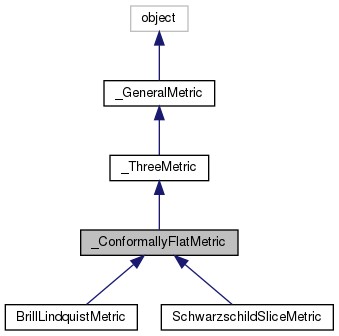 object
_GeneralMetric
_ThreeMetric
_ConformallyFlatMetric
BrillLindquistMetric
SchwarzschildSliceMetric